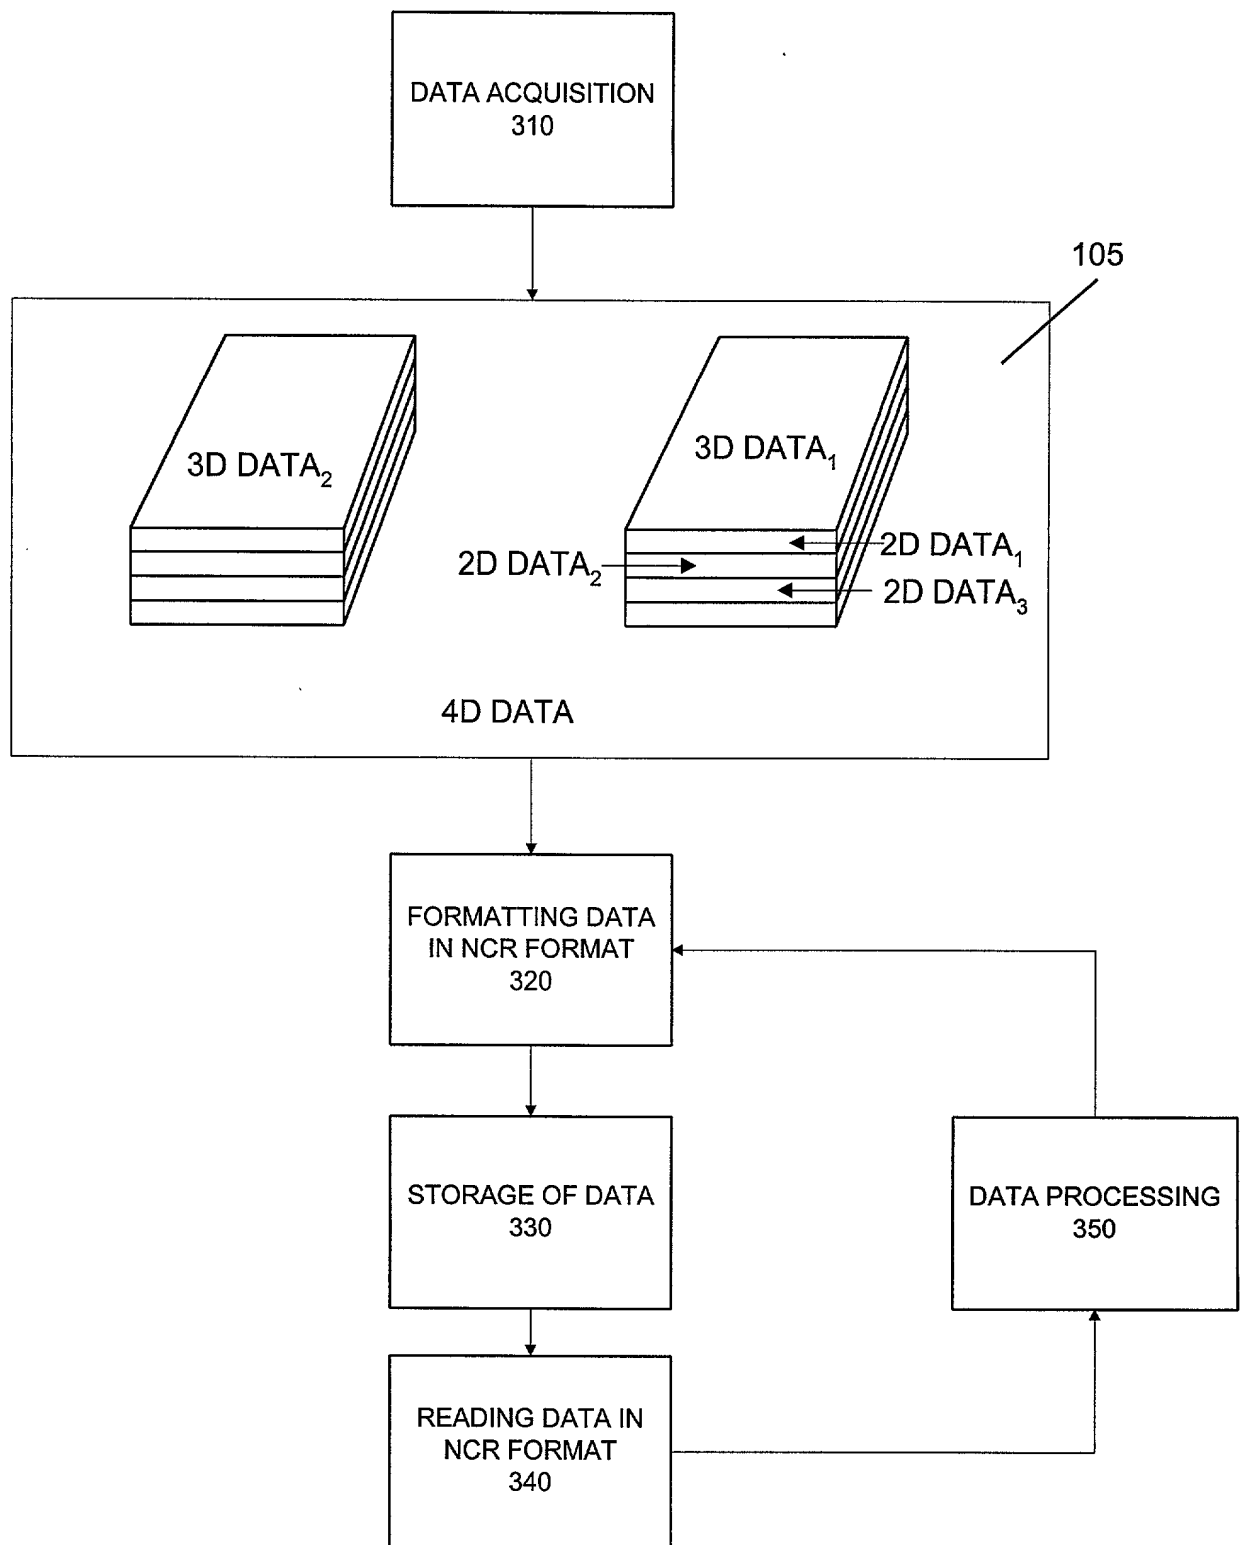 DATA ACQUISITION
310
105
3D DATA₂
3D DATA₁
2D DATA₁
2D DATA₂
2D DATA₃
4D DATA
FORMATTING DATA
IN NCR FORMAT
320
STORAGE OF DATA
330
DATA PROCESSING
350
READING DATA IN
NCR FORMAT
340